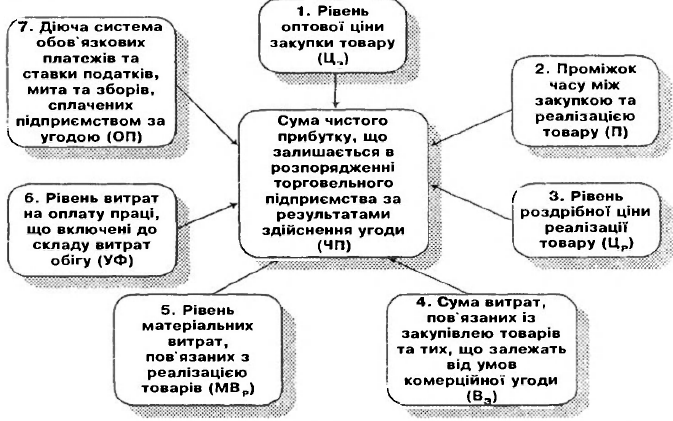 1. Рівень
оптової ціни
закупки товару
(Ц₃)
2. Проміжок
часу між
закупкою та
реалізацією
товару (П)
3. Рівень
роздрібної ціни
реалізації
товару (Цр)
4. Сума витрат,
пов`язаних із
закупівлею товарів
та тих, що залежать
від умов
комерційної угоди
(Вз)
5. Рівень
матеріальних
витрат,
пов`язаних з
реалізацією
товарів (МВр)
6. Рівень витрат
на оплату праці,
що включені до
складу витрат
обігу (УФ)
7. Діюча система
обов`язкових
платежів та
ставки податків,
мита та зборів,
сплачених
підприємством за
угодою (ОП)
Сума чистого
прибутку, що
залишається в
розпорядженні
торговельного
підприємства за
результатами
здійснення угоди
(ЧП)